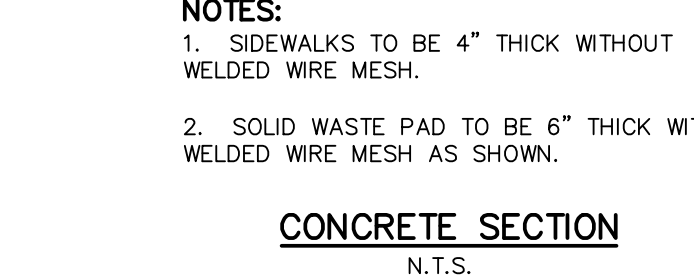 NOTES:
1. SIDEWALKS TO BE 4" THICK WITHOUT
WELDED WIRE MESH.
2. SOLID WASTE PAD TO BE 6" THICK
WELDED WIRE MESH AS SHOWN.
CONCRETE SECTION
N.T.S.